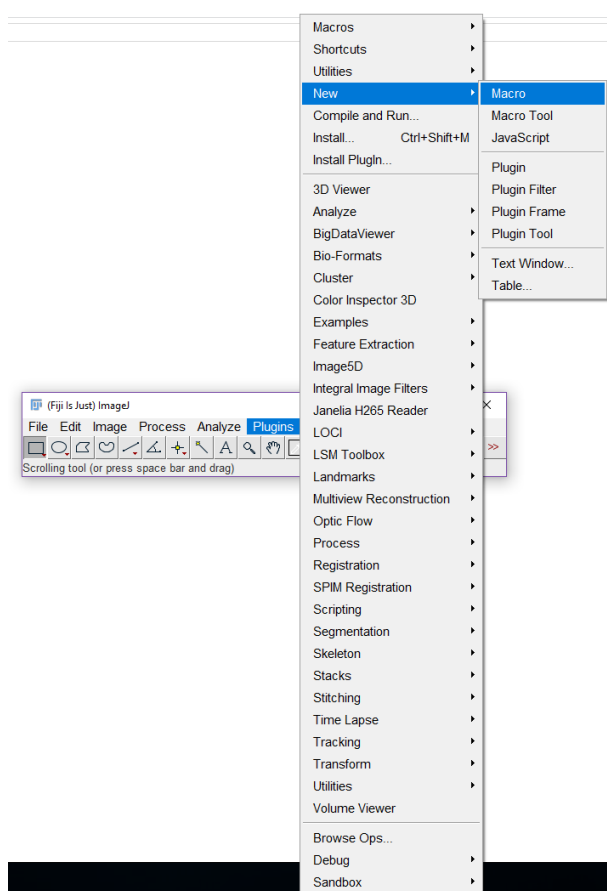 Macros
Shortcuts
Utilities
New
Compile and Run...
Install... Ctrl+Shift+M
Install PlugIn...
3D Viewer
Analyze
BigDataViewer
Bio-Formats
Cluster
Color Inspector 3D
Examples
Feature Extraction
Image5D
Integral Image Filters
Janelia H265 Reader
LOCI
LSM Toolbox
Landmarks
Multiview Reconstruction
Optic Flow
Process
Registration
SPIM Registration
Scripting
Segmentation
Skeleton
Stacks
Stitching
Time Lapse
Tracking
Transform
Utilities
Volume Viewer
Browse Ops...
Debug
Sandbox
Macro
Macro Tool
JavaScript
Plugin
Plugin Filter
Plugin Frame
Plugin Tool
Text Window...
Table...
(Fiji Is Just) ImageJ
File Edit Image Process Analyze Plugins
A >>
Scrolling tool (or press space bar and drag)